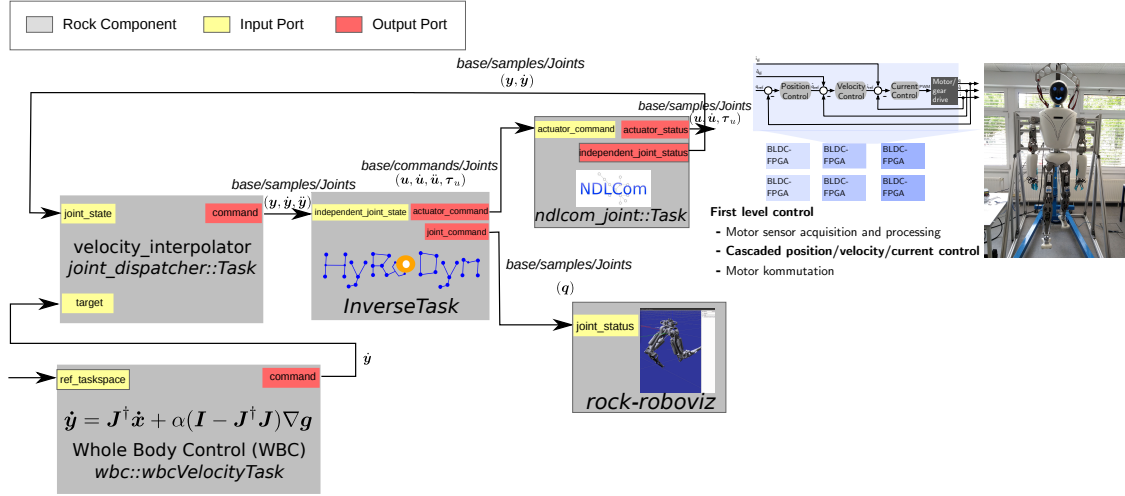 Rock Component
Input Port
Output Port
base/samples/Joints
(y, ẏ)
base/samples/Joints
(u, u̇, τ_u)
actuator_command
actuator_status
independent_joint_status
NDLCom
ndlcom_joint::Task
base/commands/Joints
(u, u̇, ü, τ_u)
base/samples/Joints
(y, ẏ, ÿ)
joint_state
command
velocity_interpolator
joint_dispatcher::Task
target
independent_joint_state
actuator_command
joint_command
HyRoDyn
InverseTask
base/samples/Joints
(q)
joint_status
rock-roboviz
ẏ
ref_taskspace
command
ẏ = J†ẋ + α(I − J†J)∇g
Whole Body Control (WBC)
wbc::wbcVelocityTask
Position
Control
Velocity
Control
Current
Control
Motor/
gear
drive
BLDC-
FPGA
BLDC-
FPGA
BLDC-
FPGA
BLDC-
FPGA
BLDC-
FPGA
BLDC-
FPGA
First level control
- Motor sensor acquisition and processing
- Cascaded position/velocity/current control
- Motor kommutation